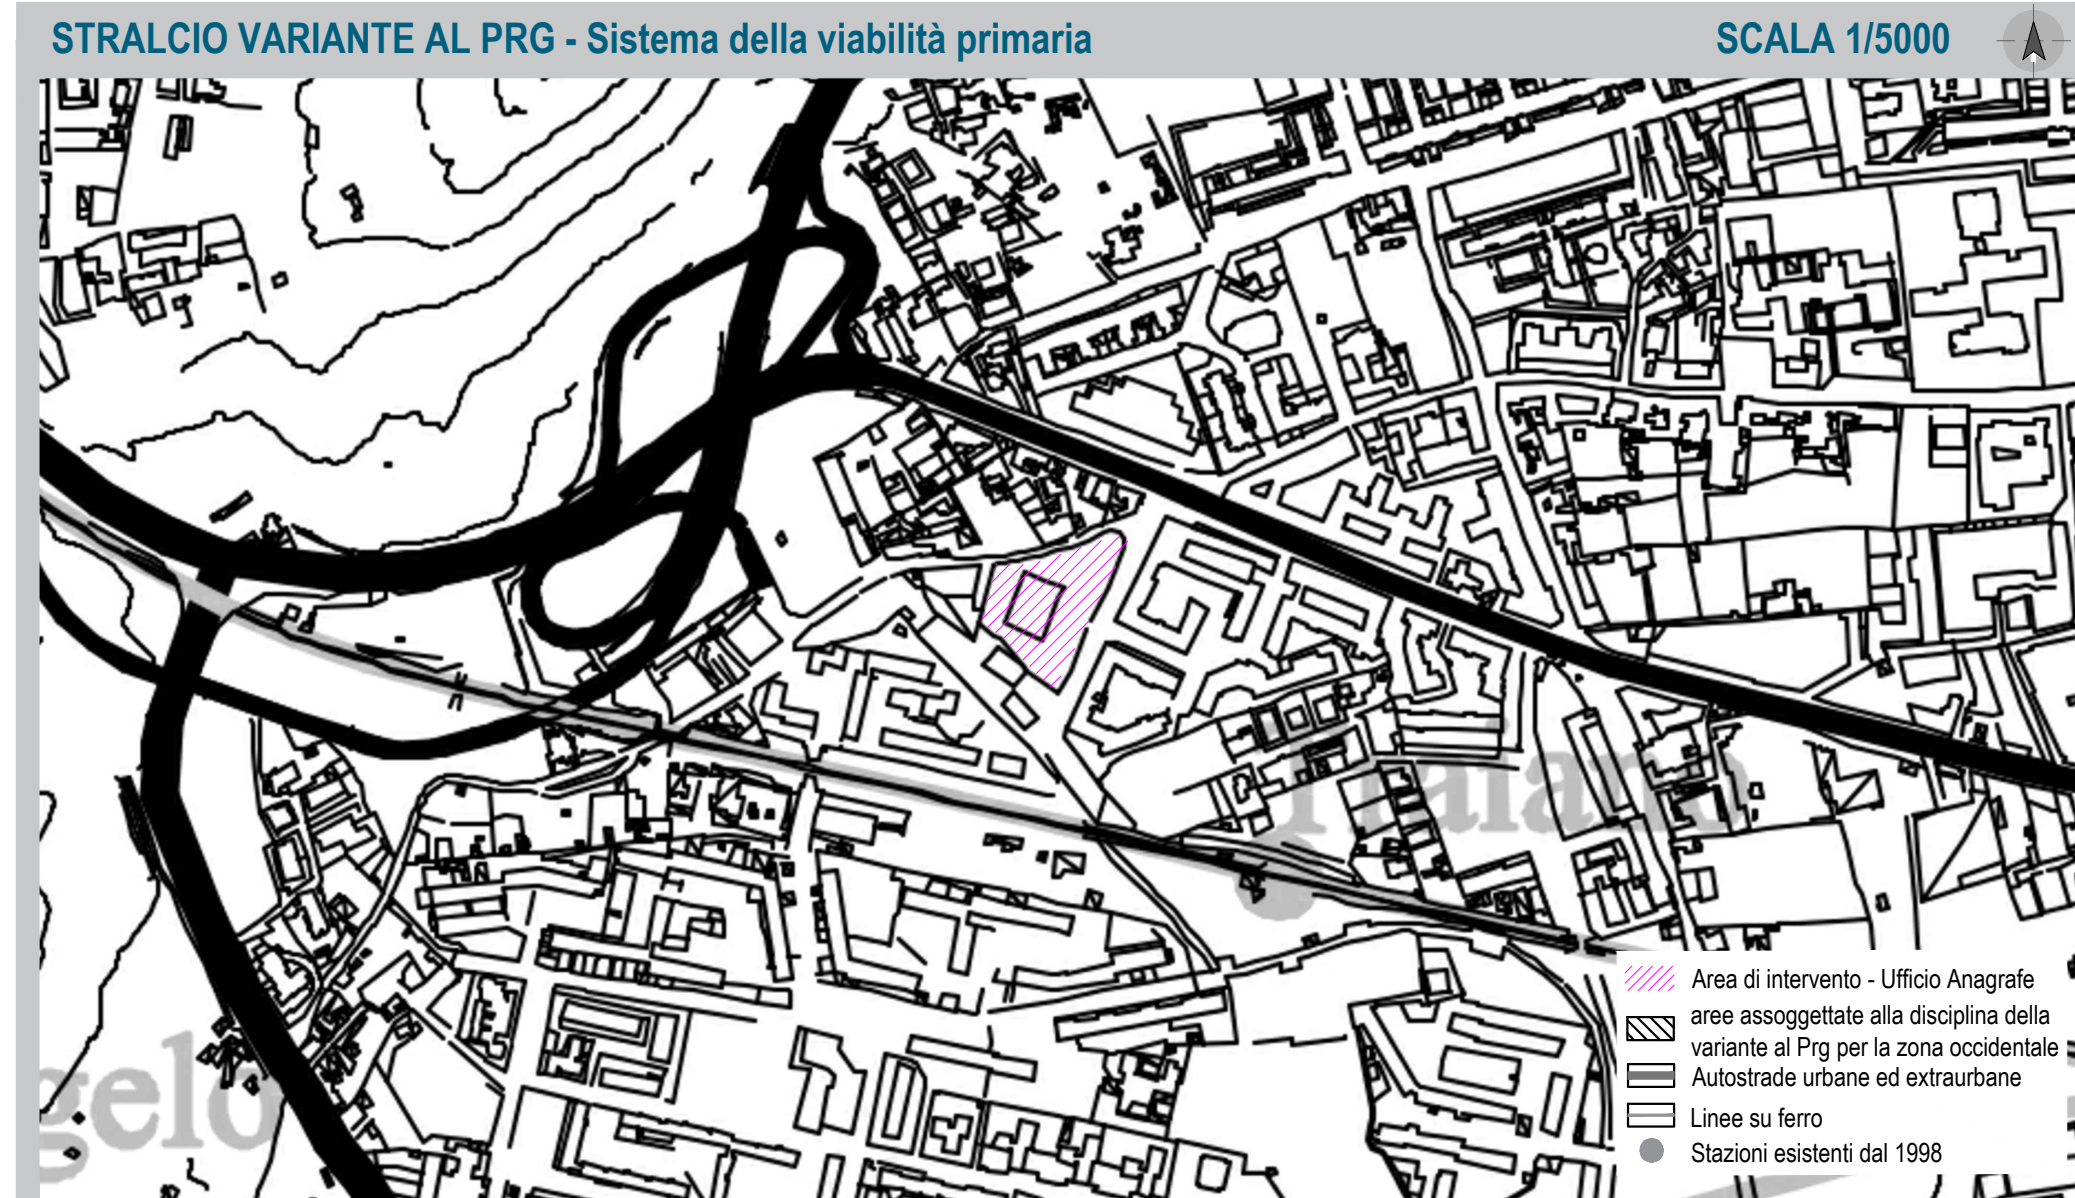 STRALCIO VARIANTE AL PRG - Sistema della viabilità primaria
SCALA 1/5000
gelo
Area di intervento - Ufficio Anagrafe
aree assoggettate alla disciplina della
variante al Prg per la zona occidentale
Autostrade urbane ed extraurbane
Linee su ferro
Stazioni esistenti dal 1998